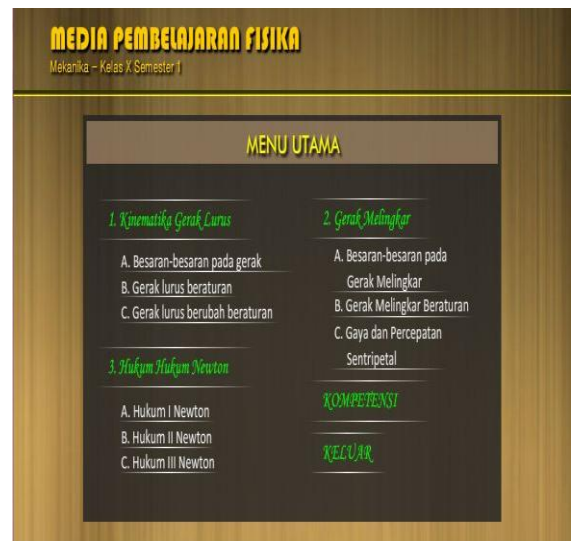 MEDIA PEMBELAJARAN FISIKA
Mekanika – Kelas X Semester 1
MENU UTAMA
1. Kinematika Gerak Lurus
A. Besaran-besaran pada gerak
B. Gerak lurus beraturan
C. Gerak lurus berubah beraturan
3. Hukum Hukum Newton
A. Hukum I Newton
B. Hukum II Newton
C. Hukum III Newton
2. Gerak Melingkar
A. Besaran-besaran pada
Gerak Melingkar
B. Gerak Melingkar Beraturan
C. Gaya dan Percepatan
Sentripetal
KOMPETENSI
KELUAR